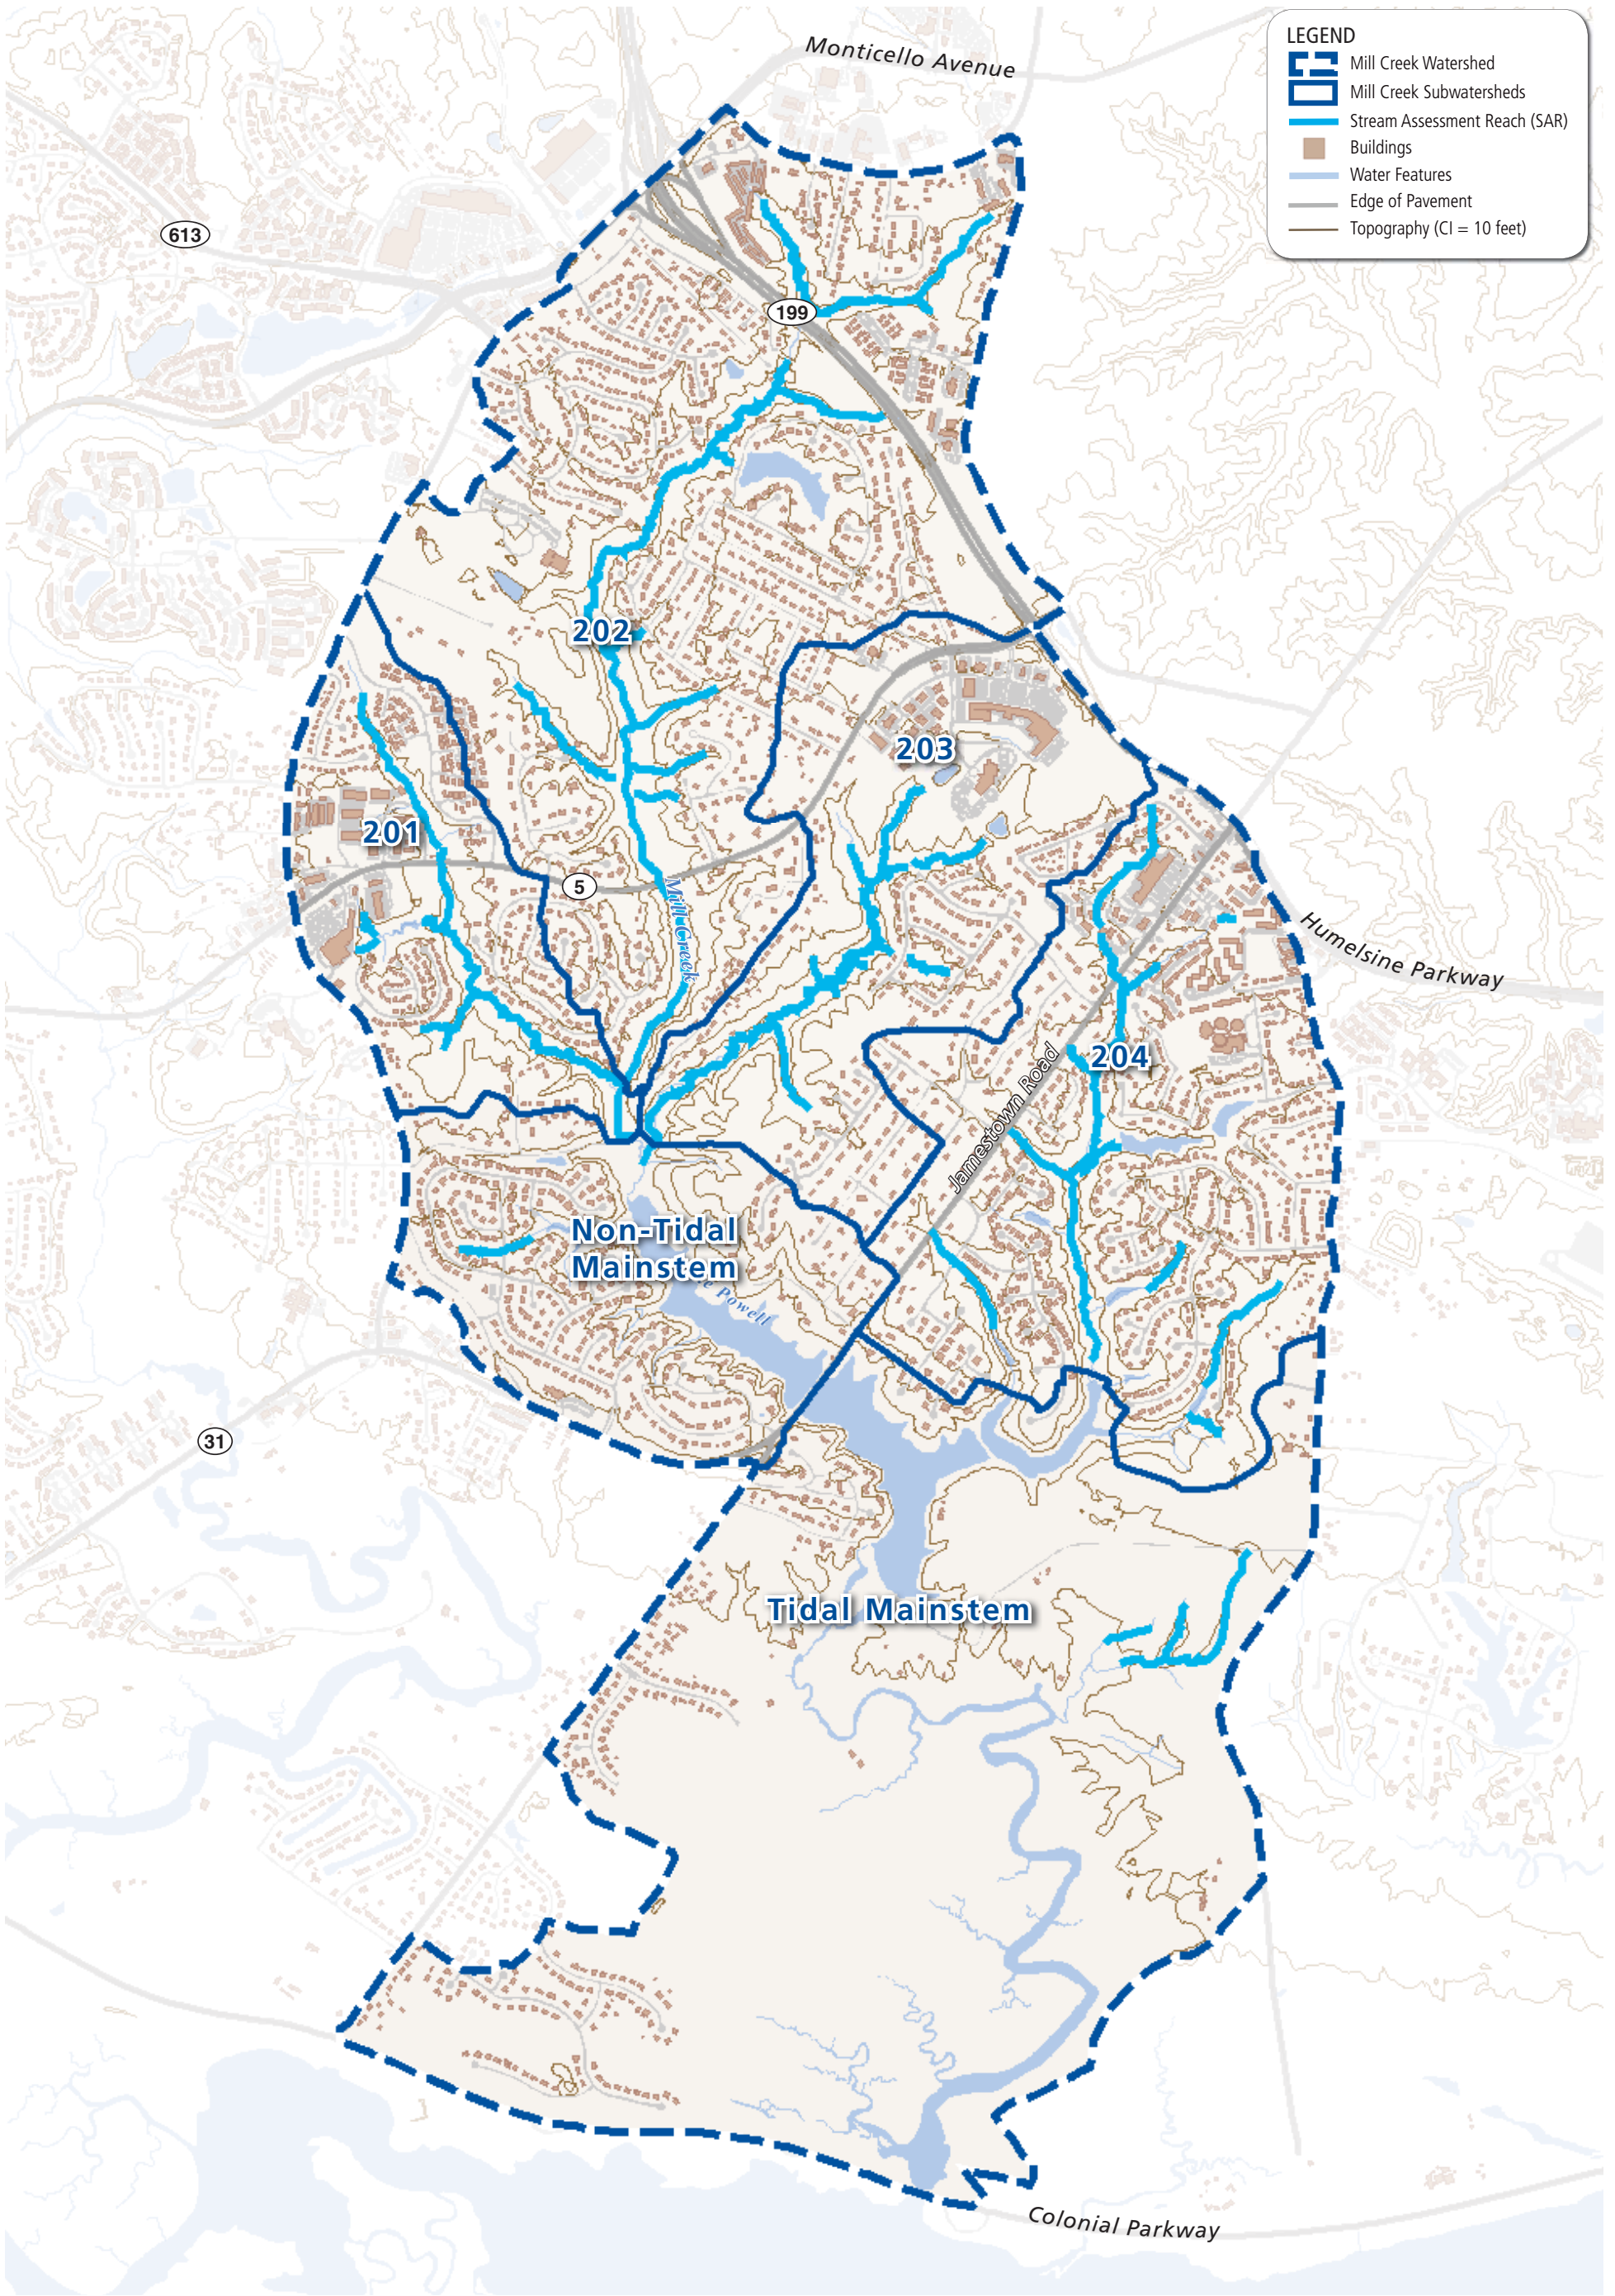 Monticello Avenue
LEGEND
Mill Creek Watershed
Mill Creek Subwatersheds
Stream Assessment Reach (SAR)
Buildings
Water Features
Edge of Pavement
Topography (CI = 10 feet)
613
199
202
203
201
5
Mill Creek
Humelsine Parkway
204
Jamestown Road
Non-Tidal
Mainstem
Powell
31
Tidal Mainstem
Colonial Parkway